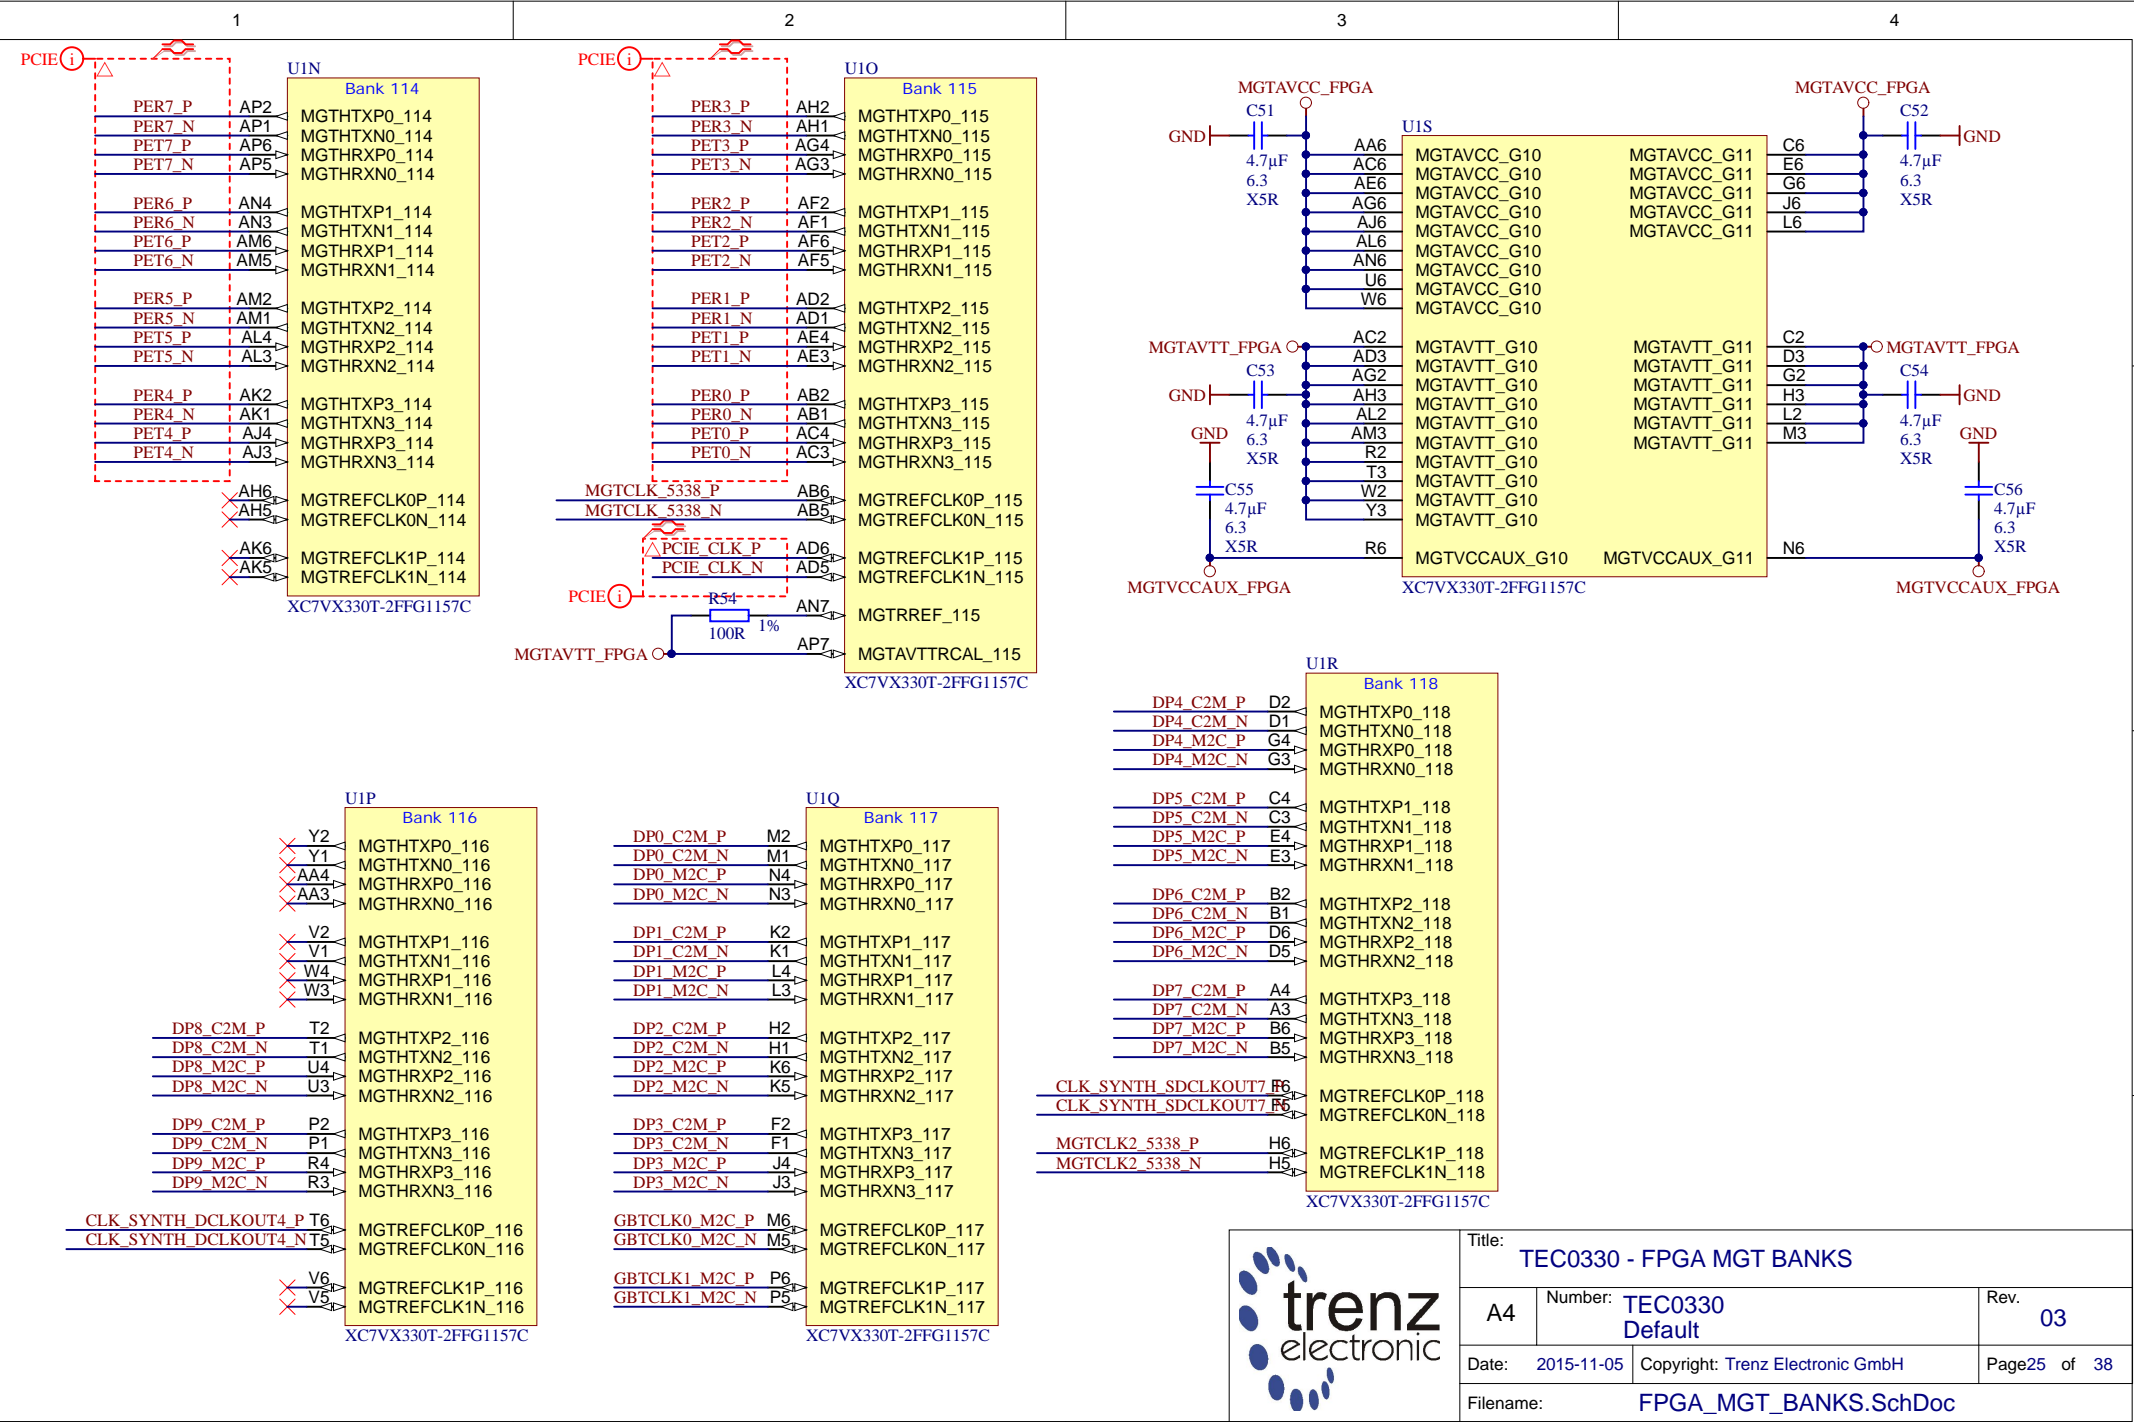 1 2 3 4
PCIE i
U1N
Bank 114
PER7_P AP2 MGTHTXP0_114
PER7_N AP1 MGTHTXN0_114
PET7_P AP6 MGTHRXP0_114
PET7_N AP5 MGTHRXN0_114
PER6_P AN4 MGTHTXP1_114
PER6_N AN3 MGTHTXN1_114
PET6_P AM6 MGTHRXP1_114
PET6_N AM5 MGTHRXN1_114
PER5_P AM2 MGTHTXP2_114
PER5_N AM1 MGTHTXN2_114
PET5_P AL4 MGTHRXP2_114
PET5_N AL3 MGTHRXN2_114
PER4_P AK2 MGTHTXP3_114
PER4_N AK1 MGTHTXN3_114
PET4_P AJ4 MGTHRXP3_114
PET4_N AJ3 MGTHRXN3_114
AH6 MGTREFCLK0P_114
AH5 MGTREFCLK0N_114
AK6 MGTREFCLK1P_114
AK5 MGTREFCLK1N_114
XC7VX330T-2FFG1157C
PCIE i
U1O
Bank 115
PER3_P AH2 MGTHTXP0_115
PER3_N AH1 MGTHTXN0_115
PET3_P AG4 MGTHRXP0_115
PET3_N AG3 MGTHRXN0_115
PER2_P AF2 MGTHTXP1_115
PER2_N AF1 MGTHTXN1_115
PET2_P AF6 MGTHRXP1_115
PET2_N AF5 MGTHRXN1_115
PER1_P AD2 MGTHTXP2_115
PER1_N AD1 MGTHTXN2_115
PET1_P AE4 MGTHRXP2_115
PET1_N AE3 MGTHRXN2_115
PER0_P AB2 MGTHTXP3_115
PER0_N AB1 MGTHTXN3_115
PET0_P AC4 MGTHRXP3_115
PET0_N AC3 MGTHRXN3_115
MGTCLK_5338_P AB6 MGTREFCLK0P_115
MGTCLK_5338_N AB5 MGTREFCLK0N_115
PCIE_CLK_P AD6 MGTREFCLK1P_115
PCIE_CLK_N AD5 MGTREFCLK1N_115
PCIE i
R54 AN7 MGTRREF_115
100R 1%
MGTAVTT_FPGA AP7 MGTAVTTRCAL_115
XC7VX330T-2FFG1157C
MGTAVCC_FPGA MGTAVCC_FPGA
C51 C52
GND U1S GND
4.7µF 4.7µF
6.3 6.3
X5R X5R
AA6 MGTAVCC_G10 MGTAVCC_G11 C6
AC6 MGTAVCC_G10 MGTAVCC_G11 E6
AE6 MGTAVCC_G10 MGTAVCC_G11 G6
AG6 MGTAVCC_G10 MGTAVCC_G11 J6
AJ6 MGTAVCC_G10 MGTAVCC_G11 L6
AL6 MGTAVCC_G10
AN6 MGTAVCC_G10
U6 MGTAVCC_G10
W6 MGTAVCC_G10
MGTAVTT_FPGA AC2 MGTAVTT_G10 MGTAVTT_G11 C2 MGTAVTT_FPGA
AD3 MGTAVTT_G10 MGTAVTT_G11 D3
AG2 MGTAVTT_G10 MGTAVTT_G11 G2
AH3 MGTAVTT_G10 MGTAVTT_G11 H3
AL2 MGTAVTT_G10 MGTAVTT_G11 L2
AM3 MGTAVTT_G10 MGTAVTT_G11 M3
R2 MGTAVTT_G10
T3 MGTAVTT_G10
W2 MGTAVTT_G10
Y3 MGTAVTT_G10
C53 C54
GND GND
4.7µF 4.7µF
6.3 6.3
X5R X5R
GND GND
C55 C56
4.7µF 4.7µF
6.3 6.3
X5R X5R
R6 MGTVCCAUX_G10 MGTVCCAUX_G11 N6
MGTVCCAUX_FPGA MGTVCCAUX_FPGA
XC7VX330T-2FFG1157C
U1R
Bank 118
DP4_C2M_P D2 MGTHTXP0_118
DP4_C2M_N D1 MGTHTXN0_118
DP4_M2C_P G4 MGTHRXP0_118
DP4_M2C_N G3 MGTHRXN0_118
DP5_C2M_P C4 MGTHTXP1_118
DP5_C2M_N C3 MGTHTXN1_118
DP5_M2C_P E4 MGTHRXP1_118
DP5_M2C_N E3 MGTHRXN1_118
DP6_C2M_P B2 MGTHTXP2_118
DP6_C2M_N B1 MGTHTXN2_118
DP6_M2C_P D6 MGTHRXP2_118
DP6_M2C_N D5 MGTHRXN2_118
DP7_C2M_P A4 MGTHTXP3_118
DP7_C2M_N A3 MGTHTXN3_118
DP7_M2C_P B6 MGTHRXP3_118
DP7_M2C_N B5 MGTHRXN3_118
CLK_SYNTH_SDCLKOUT7_P F6 MGTREFCLK0P_118
CLK_SYNTH_SDCLKOUT7_N F5 MGTREFCLK0N_118
MGTCLK2_5338_P H6 MGTREFCLK1P_118
MGTCLK2_5338_N H5 MGTREFCLK1N_118
XC7VX330T-2FFG1157C
U1P
Bank 116
Y2 MGTHTXP0_116
Y1 MGTHTXN0_116
AA4 MGTHRXP0_116
AA3 MGTHRXN0_116
V2 MGTHTXP1_116
V1 MGTHTXN1_116
W4 MGTHRXP1_116
W3 MGTHRXN1_116
DP8_C2M_P T2 MGTHTXP2_116
DP8_C2M_N T1 MGTHTXN2_116
DP8_M2C_P U4 MGTHRXP2_116
DP8_M2C_N U3 MGTHRXN2_116
DP9_C2M_P P2 MGTHTXP3_116
DP9_C2M_N P1 MGTHTXN3_116
DP9_M2C_P R4 MGTHRXP3_116
DP9_M2C_N R3 MGTHRXN3_116
CLK_SYNTH_DCLKOUT4_P T6 MGTREFCLK0P_116
CLK_SYNTH_DCLKOUT4_N T5 MGTREFCLK0N_116
V6 MGTREFCLK1P_116
V5 MGTREFCLK1N_116
XC7VX330T-2FFG1157C
U1Q
Bank 117
DP0_C2M_P M2 MGTHTXP0_117
DP0_C2M_N M1 MGTHTXN0_117
DP0_M2C_P N4 MGTHRXP0_117
DP0_M2C_N N3 MGTHRXN0_117
DP1_C2M_P K2 MGTHTXP1_117
DP1_C2M_N K1 MGTHTXN1_117
DP1_M2C_P L4 MGTHRXP1_117
DP1_M2C_N L3 MGTHRXN1_117
DP2_C2M_P H2 MGTHTXP2_117
DP2_C2M_N H1 MGTHTXN2_117
DP2_M2C_P K6 MGTHRXP2_117
DP2_M2C_N K5 MGTHRXN2_117
DP3_C2M_P F2 MGTHTXP3_117
DP3_C2M_N F1 MGTHTXN3_117
DP3_M2C_P J4 MGTHRXP3_117
DP3_M2C_N J3 MGTHRXN3_117
GBTCLK0_M2C_P M6 MGTREFCLK0P_117
GBTCLK0_M2C_N M5 MGTREFCLK0N_117
GBTCLK1_M2C_P P6 MGTREFCLK1P_117
GBTCLK1_M2C_N P5 MGTREFCLK1N_117
XC7VX330T-2FFG1157C
trenz
electronic
Title: TEC0330 - FPGA MGT BANKS
A4 Number: TEC0330 Rev. 03
Default
Date: 2015-11-05 Copyright: Trenz Electronic GmbH Page25 of 38
Filename: FPGA_MGT_BANKS.SchDoc